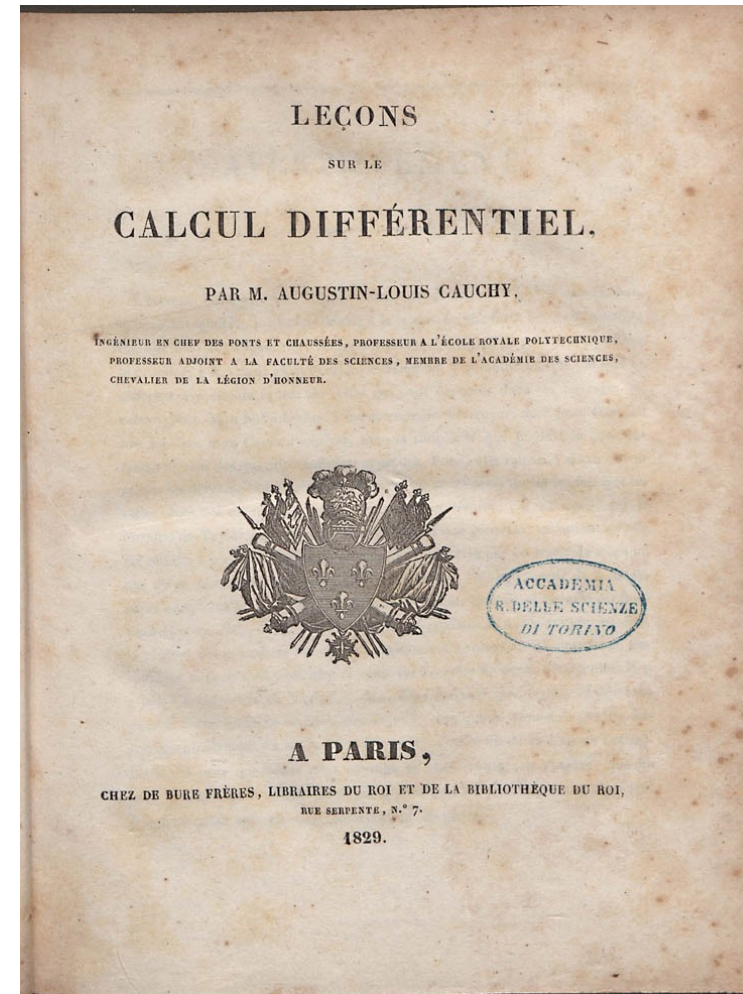 LEÇONS
SUR LE
CALCUL DIFFÉRENTIEL,
PAR M. AUGUSTIN-LOUIS CAUCHY,
INGÉNIEUR EN CHEF DES PONTS ET CHAUSSÉES, PROFESSEUR A L'ÉCOLE ROYALE POLYTECHNIQUE,
PROFESSEUR ADJOINT A LA FACULTÉ DES SCIENCES, MEMBRE DE L'ACADÉMIE DES SCIENCES,
CHEVALIER DE LA LÉGION D'HONNEUR.
ACCADEMIA
R. DELLE SCIENZE
DI TORINO
A PARIS,
CHEZ DE BURE FRÈRES, LIBRAIRES DU ROI ET DE LA BIBLIOTHÈQUE DU ROI,
RUE SERPENTE, N.º 7.
1829.